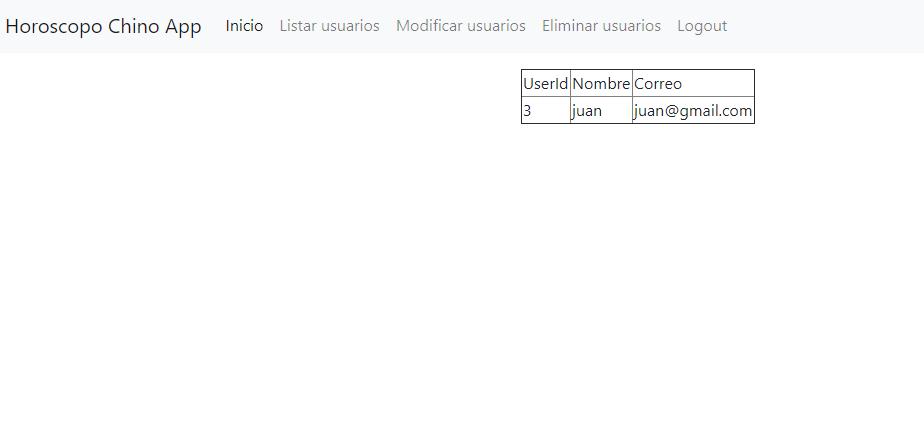 Horoscopo Chino App Inicio Listar usuarios Modificar usuarios Eliminar usuarios Logout
UserId Nombre Correo
3 juan juan@gmail.com